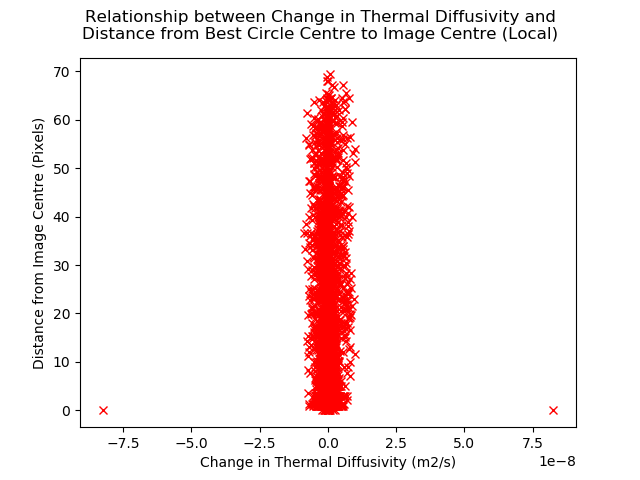 Relationship between Change in Thermal Diffusivity and
Distance from Best Circle Centre to Image Centre (Local)
70
60
50
40
30
20
10
0
Distance from Image Centre (Pixels)
−7.5 −5.0 −2.5 0.0 2.5 5.0 7.5
1e−8
Change in Thermal Diffusivity (m2/s)